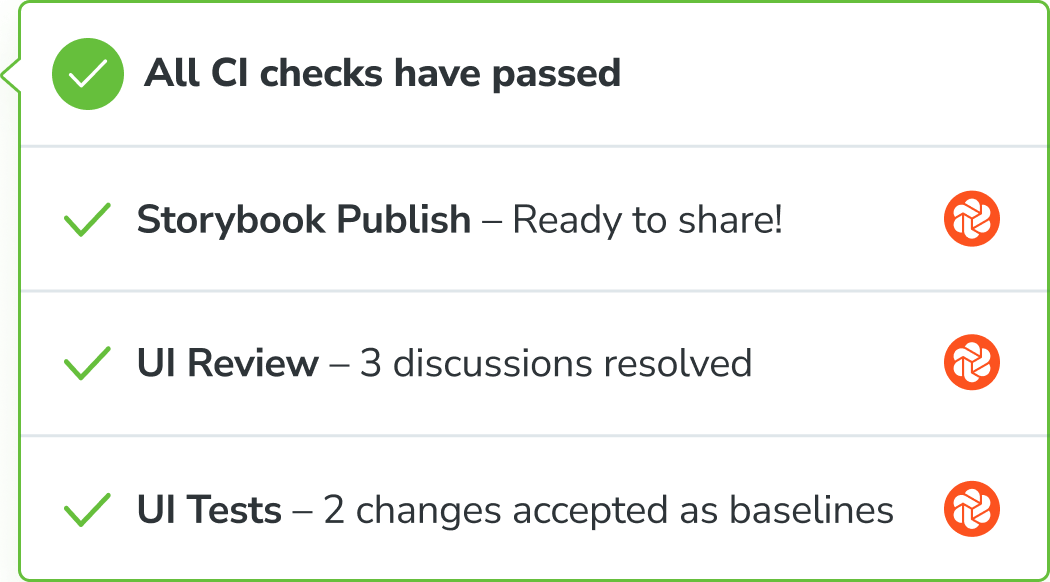 All CI checks have passed
Storybook Publish – Ready to share!
UI Review – 3 discussions resolved
UI Tests – 2 changes accepted as baselines